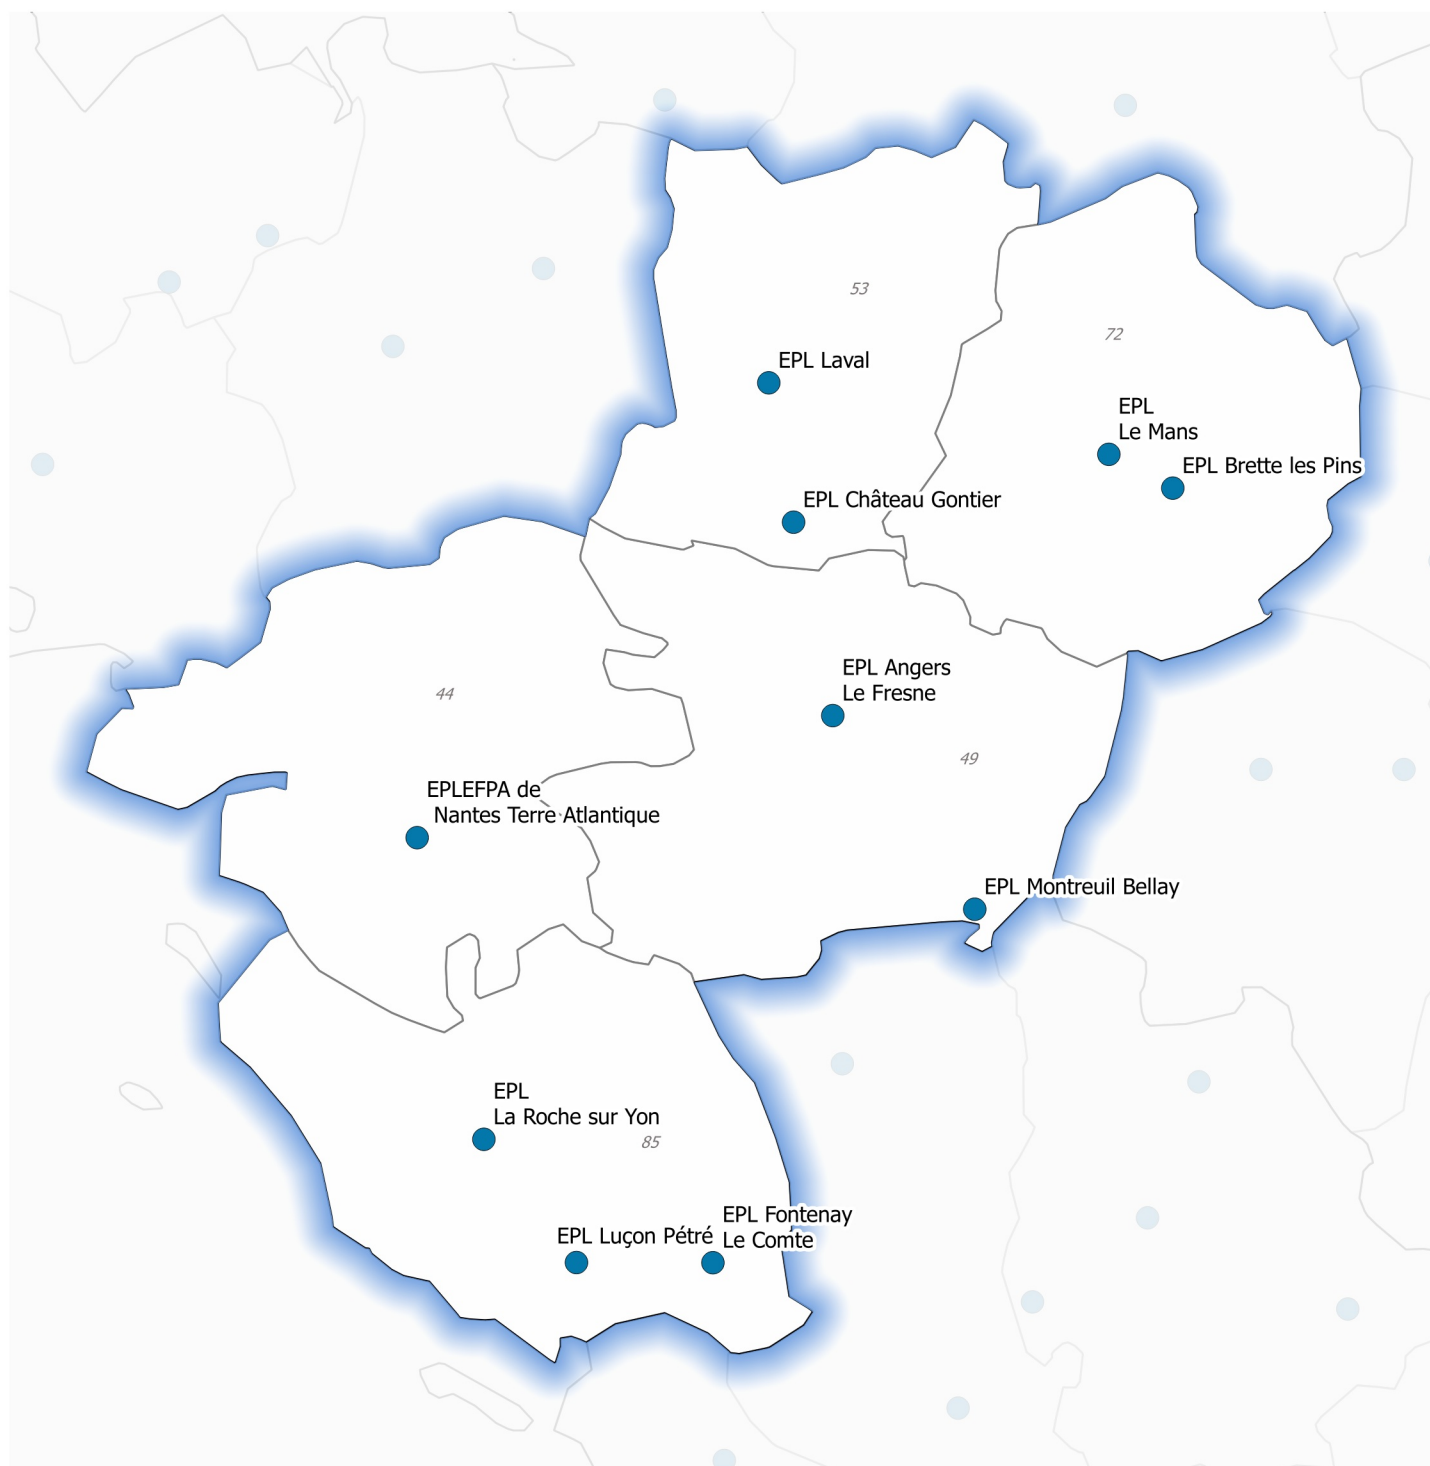 53
72
EPL Laval
EPL
Le Mans
EPL Brette les Pins
EPL Château Gontier
EPL Angers
Le Fresne
44
49
EPLEFPA de
Nantes Terre Atlantique
EPL Montreuil Bellay
EPL
La Roche sur Yon
85
EPL Fontenay
Le Comte
EPL Luçon Pétré